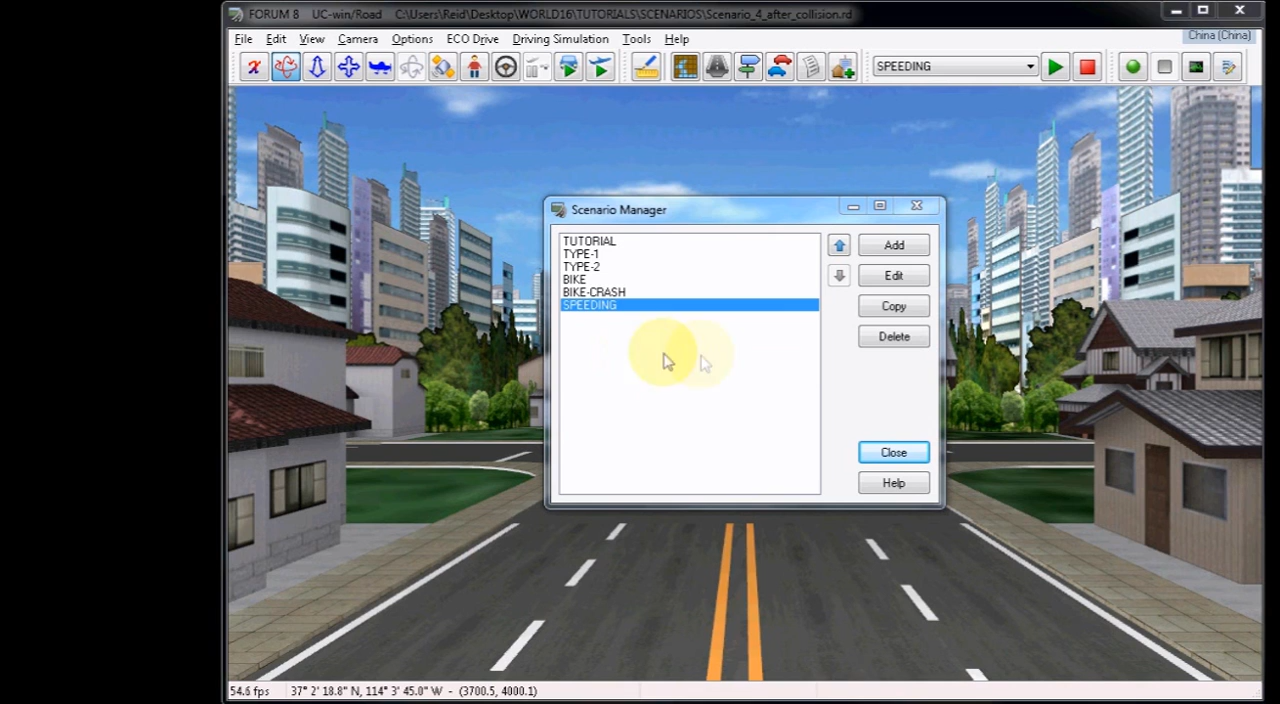 FORUM 8 UC-win/Road C:\Users\Reid\Desktop\WORLD16\TUTORIALS\SCENARIOS\Scenario_4_after_collision.rd
File Edit View Camera Options ECO Drive Driving Simulation Tools Help
China (China)
SPEEDING
Scenario Manager
TUTORIAL
TYPE-1
TYPE-2
BIKE
BIKE-CRASH
SPEEDING
Add
Edit
Copy
Delete
Close
Help
54.6 fps 37° 2' 18.8" N, 114° 3' 45.0" W - (3700.5, 4000.1)